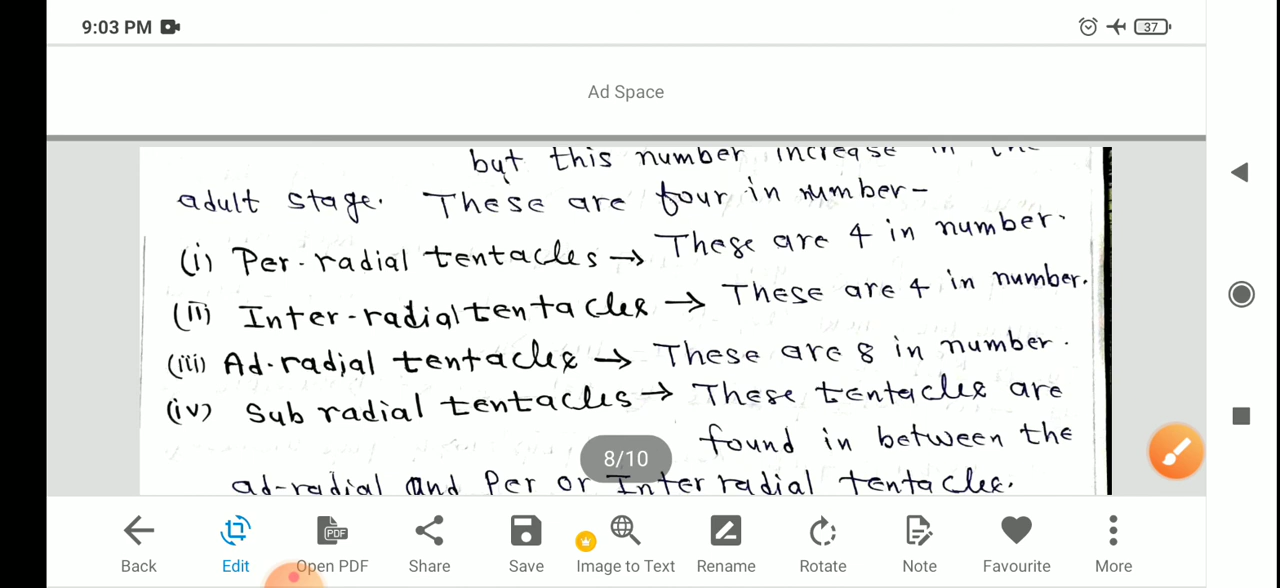 9:03 PM
37
Ad Space
but this number increase in the
adult stage. These are four in number-
(i) Per-radial tentacles → These are 4 in number.
(ii) Inter-radial tentacles → These are 4 in number.
(iii) Ad-radial tentacles → These are 8 in number.
(iv) Sub radial tentacles → These tentacles are
found in between the
8/10
ad-radial and Per or Inter radial tentacles.
Back
Edit
Open PDF
Share
Save
Image to Text
Rename
Rotate
Note
Favourite
More
PDF